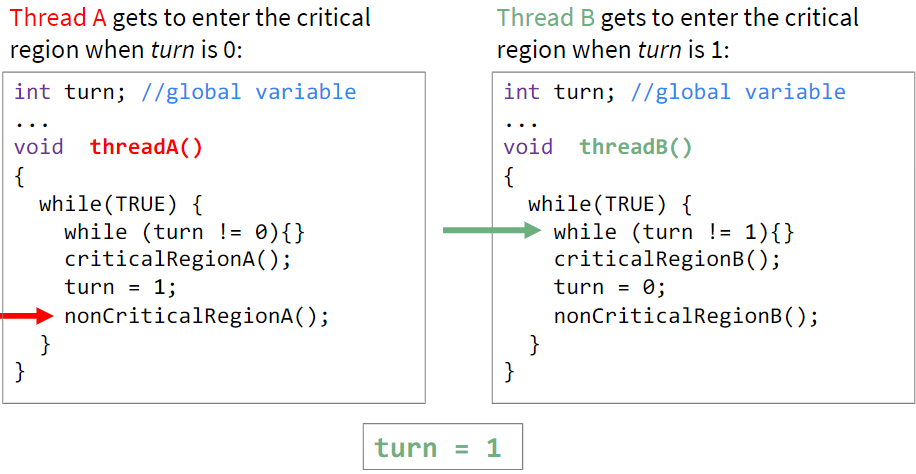 Thread A gets to enter the critical
region when turn is 0:
int turn; //global variable
...
void  threadA()
{
  while(TRUE) {
    while (turn != 0){}
    criticalRegionA();
    turn = 1;
    nonCriticalRegionA();
  }
}
Thread B gets to enter the critical
region when turn is 1:
int turn; //global variable
...
void  threadB()
{
  while(TRUE) {
    while (turn != 1){}
    criticalRegionB();
    turn = 0;
    nonCriticalRegionB();
  }
}
turn = 1